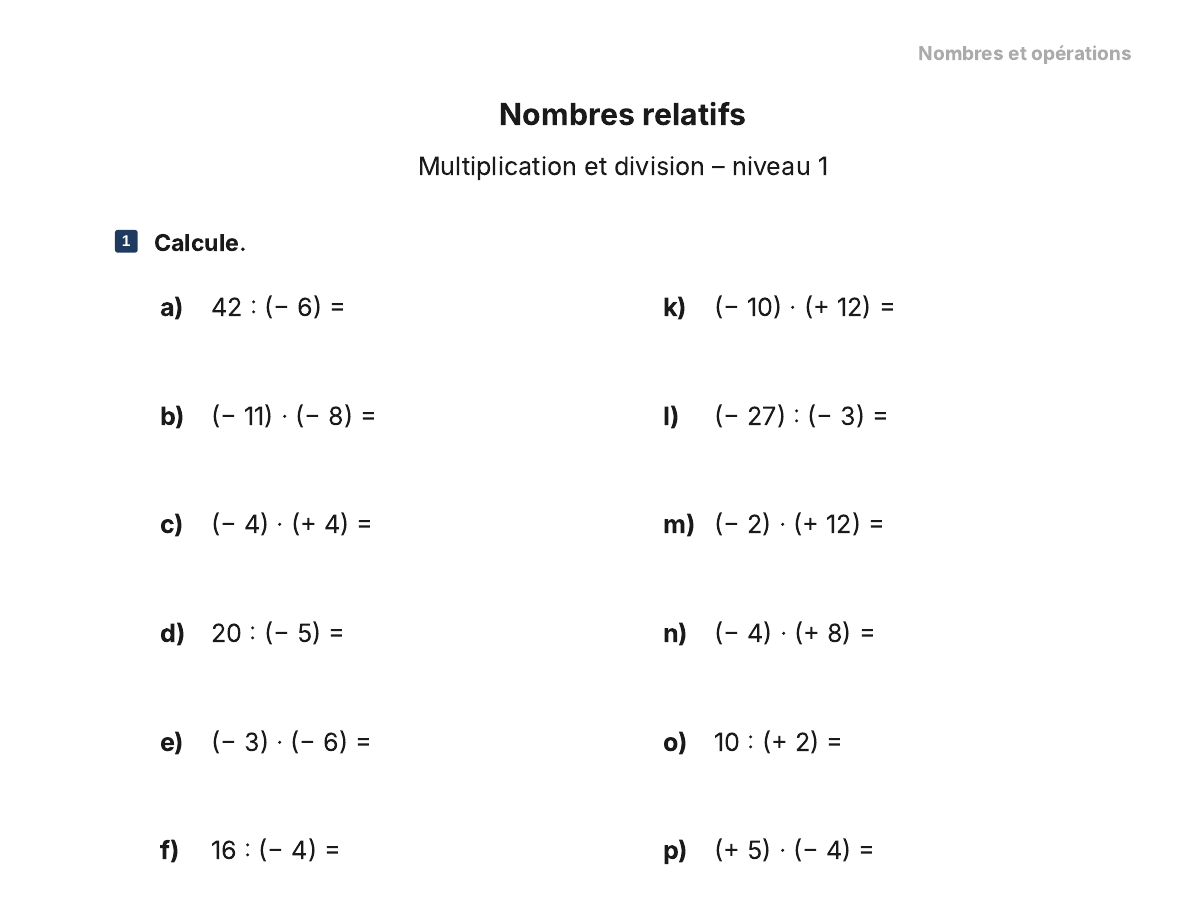 Nombres et opérations
Nombres relatifs
Multiplication et division – niveau 1
1 Calcule.
a) 42 : (− 6) =
b) (− 11) · (− 8) =
c) (− 4) · (+ 4) =
d) 20 : (− 5) =
e) (− 3) · (− 6) =
f) 16 : (− 4) =
k) (− 10) · (+ 12) =
l) (− 27) : (− 3) =
m) (− 2) · (+ 12) =
n) (− 4) · (+ 8) =
o) 10 : (+ 2) =
p) (+ 5) · (− 4) =